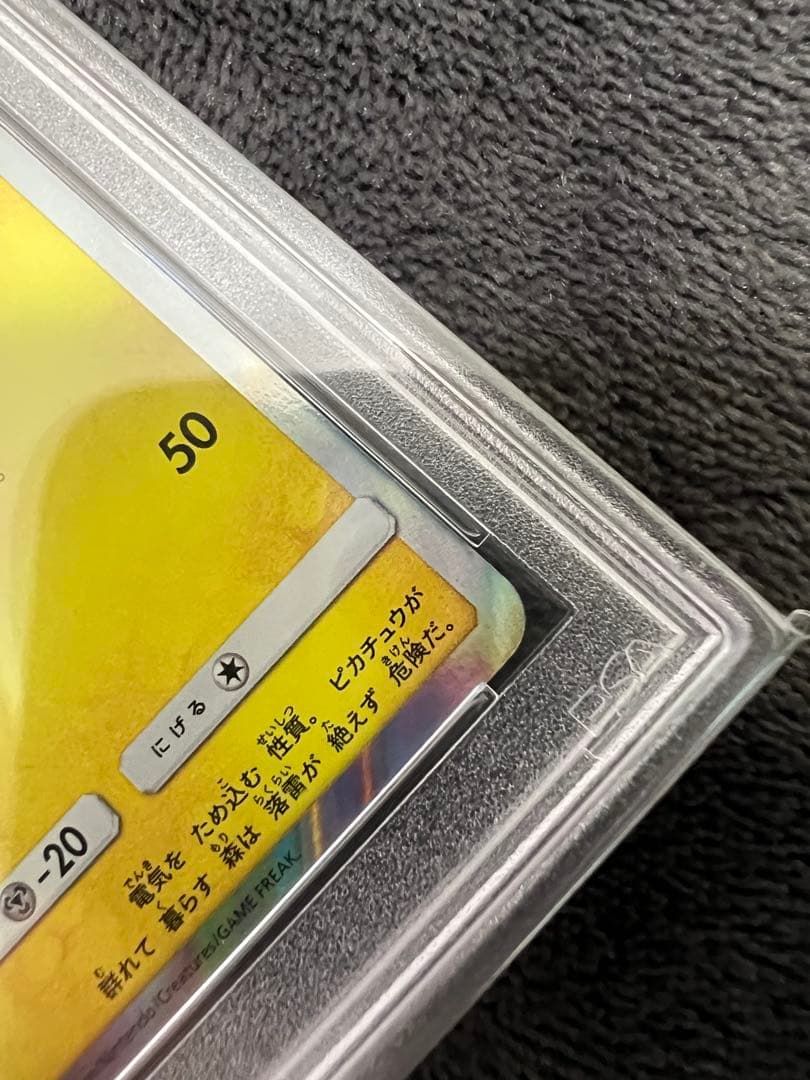 50
にげる
-20
電気を ため込む 性質。 ピカチュウが
群れて 暮らす 森は 落雷が 絶えず 危険だ。
Nintendo/Creatures/GAME FREAK.
PSA